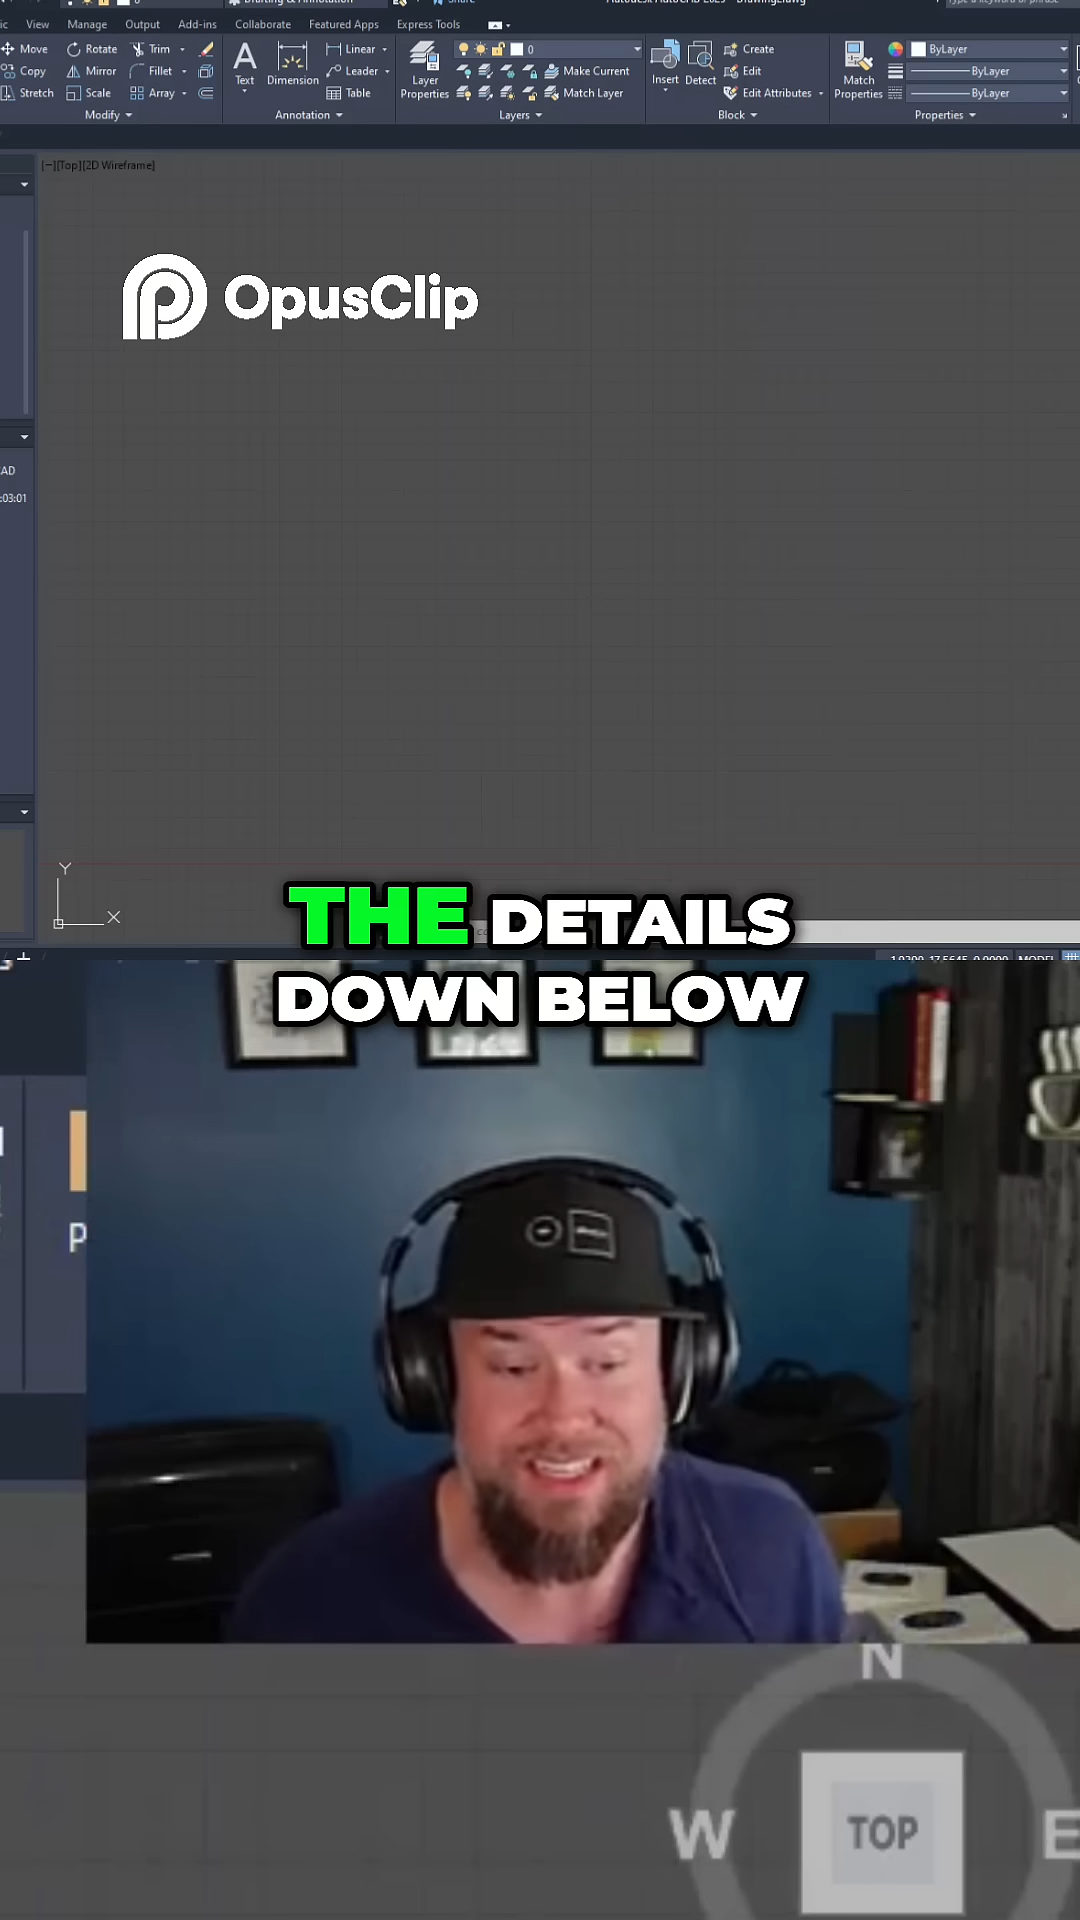 View Manage Output Add-ins Collaborate Featured Apps Express Tools
Move Rotate Trim
Copy Mirror Fillet
Stretch Scale Array
Modify
Text Dimension
Linear
Leader
Table
Annotation
Layer Properties
0
Make Current
Match Layer
Layers
Insert Detect
Create
Edit
Edit Attributes
Block
Match Properties
ByLayer
ByLayer
ByLayer
Properties
[−][Top][2D Wireframe]
OpusClip
AD
:03:01
Y
X
THE DETAILS
DOWN BELOW
P
N
W TOP E